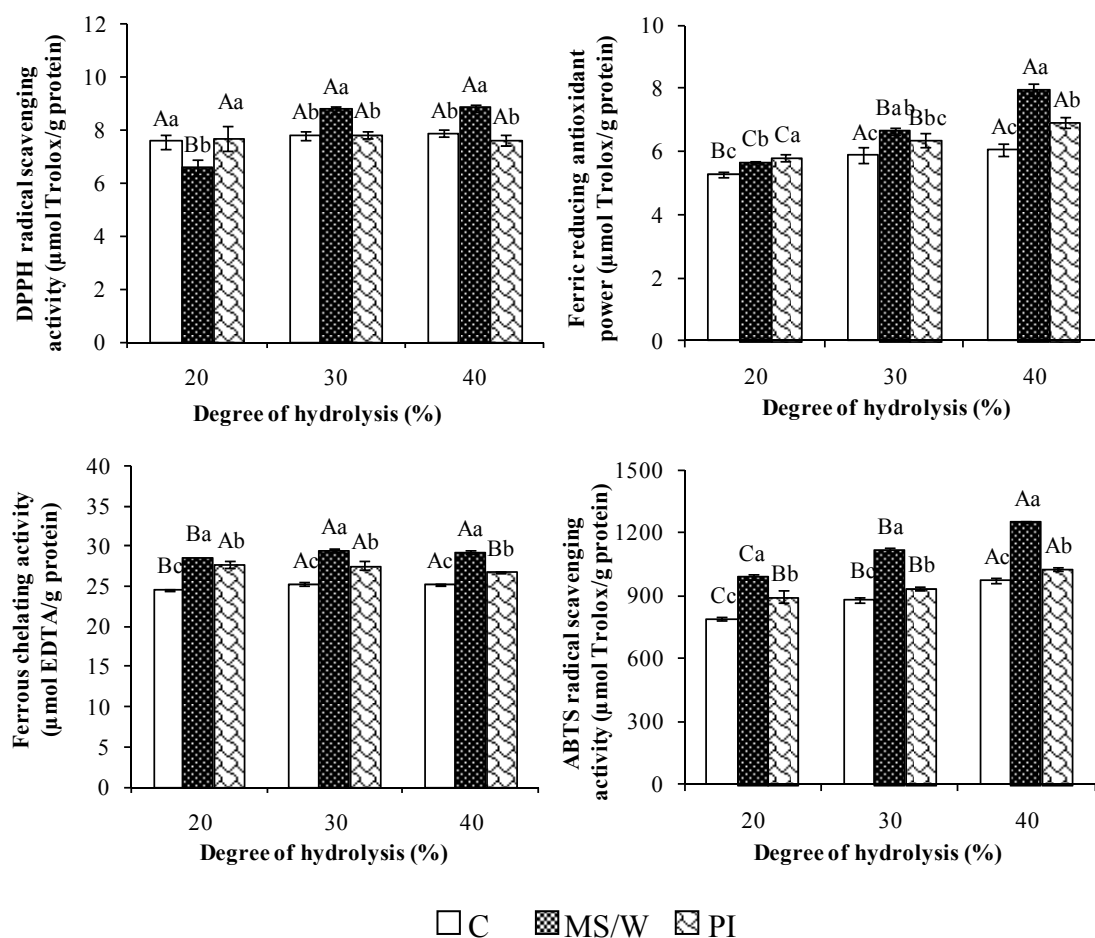 DPPH radical scavenging
activity (µmol Trolox/g protein)
12
10
8
6
4
2
0
Aa
Bb
Aa
Ab
Aa
Ab
Ab
Aa
Ab
20
30
40
Degree of hydrolysis (%)
Ferric reducing antioxidant
power (µmol Trolox/g protein)
10
8
6
4
2
0
Bc
Cb
Ca
Ac
Bab
Bbc
Ac
Aa
Ab
20
30
40
Degree of hydrolysis (%)
Ferrous chelating activity
(µmol EDTA/g protein)
40
35
30
25
20
15
10
5
0
Bc
Ba
Ab
Ac
Aa
Ab
Ac
Aa
Bb
20
30
40
Degree of hydrolysis (%)
ABTS radical scavenging
activity (µmol Trolox/g protein)
1500
1200
900
600
300
0
Cc
Ca
Bb
Bc
Ba
Bb
Ac
Aa
Ab
20
30
40
Degree of hydrolysis (%)
C MS/W PI